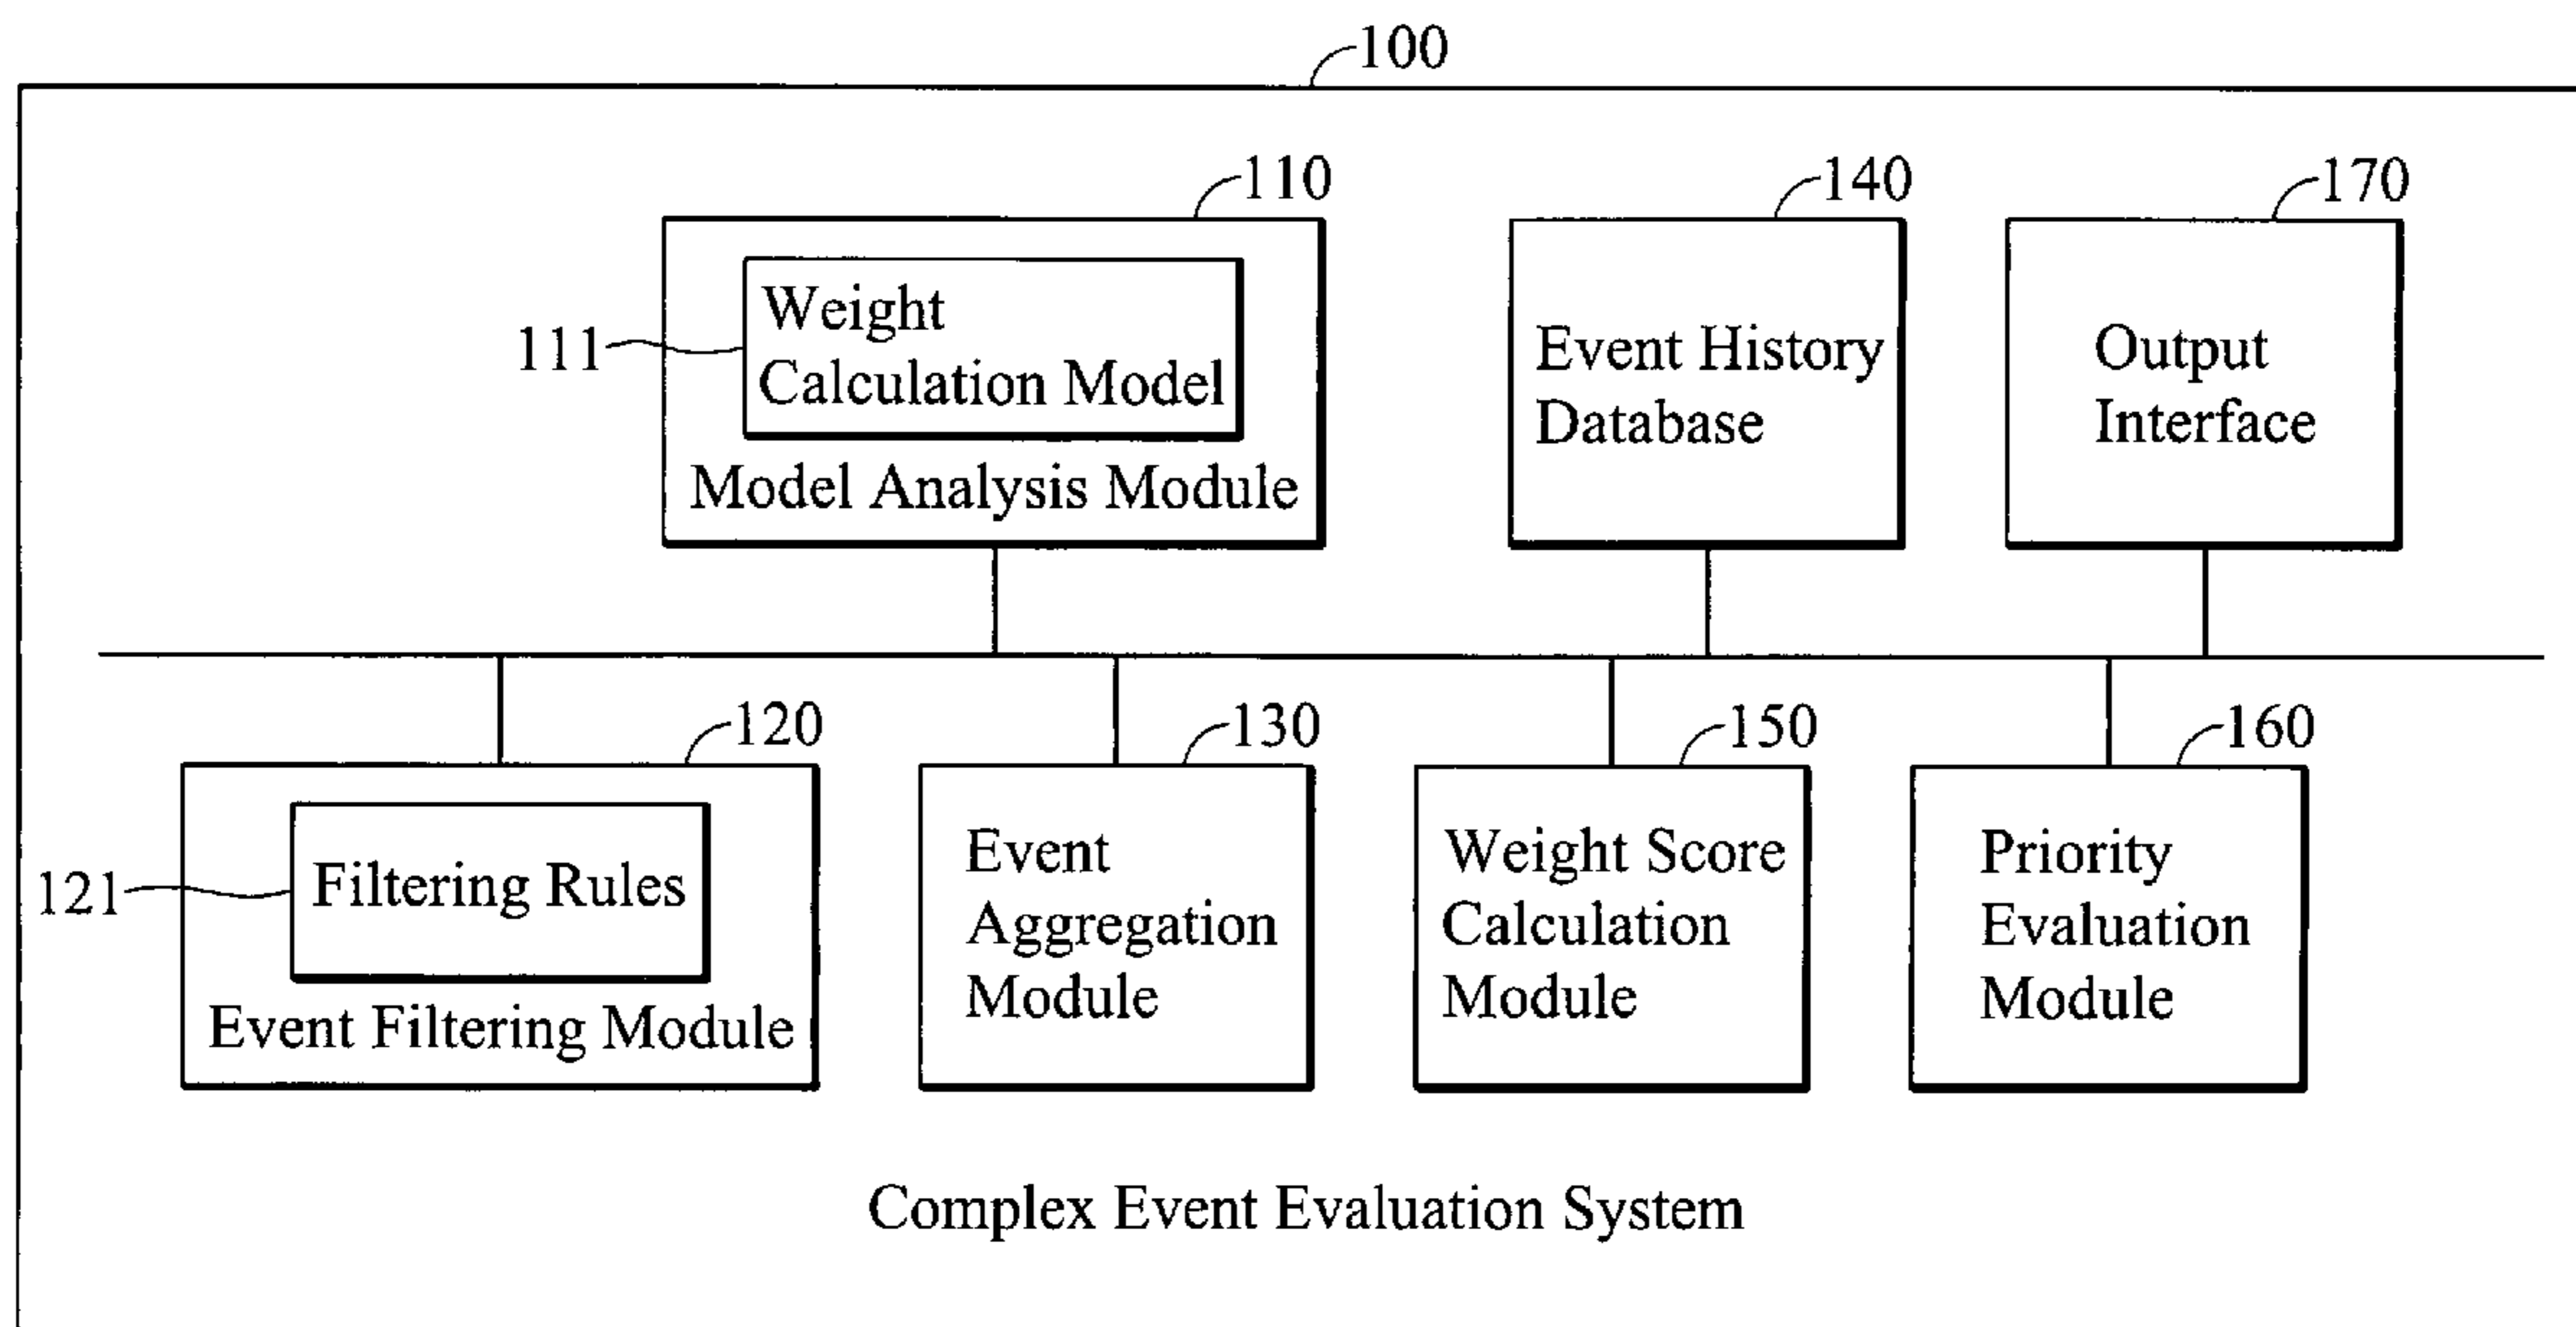 100
110
140
170
111
Weight
Calculation Model
Model Analysis Module
Event History
Database
Output
Interface
120
130
150
160
121
Filtering Rules
Event Filtering Module
Event
Aggregation
Module
Weight Score
Calculation
Module
Priority
Evaluation
Module
Complex Event Evaluation System